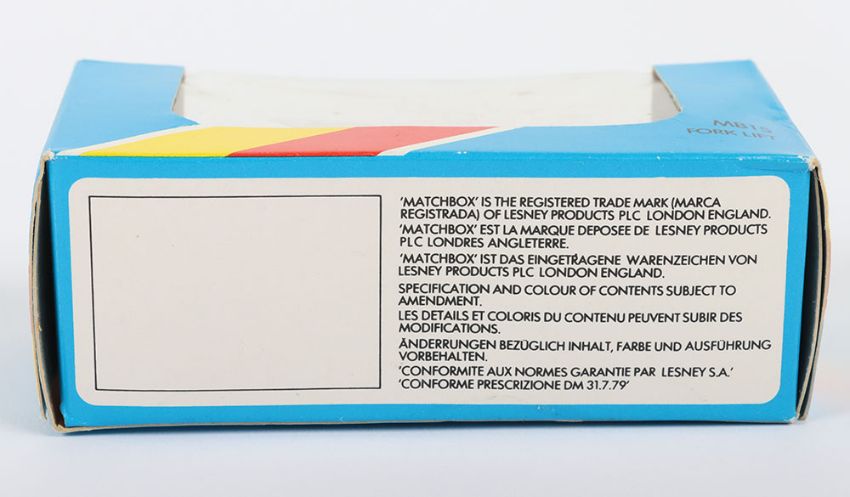 MB15
FORK LIFT
'MATCHBOX' IS THE REGISTERED TRADE MARK (MARCA
REGISTRADA) OF LESNEY PRODUCTS PLC LONDON ENGLAND.
'MATCHBOX' EST LA MARQUE DEPOSEE DE LESNEY PRODUCTS
PLC LONDRES ANGLETERRE.
'MATCHBOX' IST DAS EINGETRAGENE WARENZEICHEN VON
LESNEY PRODUCTS PLC LONDON ENGLAND.
SPECIFICATION AND COLOUR OF CONTENTS SUBJECT TO
AMENDMENT.
LES DETAILS ET COLORIS DU CONTENU PEUVENT SUBIR DES
MODIFICATIONS.
ÄNDERRUNGEN BEZÜGLICH INHALT, FARBE UND AUSFÜHRUNG
VORBEHALTEN.
'CONFORMITE AUX NORMES GARANTIE PAR LESNEY S.A.'
'CONFORME PRESCRIZIONE DM 31.7.79'